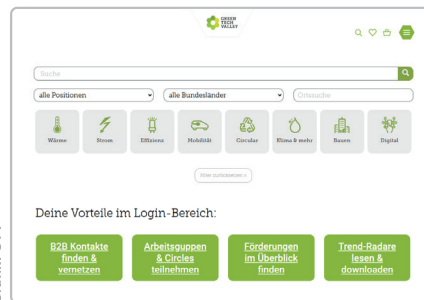 GREEN
TECH
VALLEY
Suche
alle Positionen
alle Bundesländer
Ortssuche
Wärme
Strom
Effizienz
Mobilität
Circular
Klima & mehr
Bauen
Digital
Deine Vorteile im Login-Bereich:
B2B Kontakte
finden &
vernetzen
Arbeitsguppen
& Circles
teilnehmen
Förderungen
im Überblick
finden
Trend-Radare
lesen &
downloaden